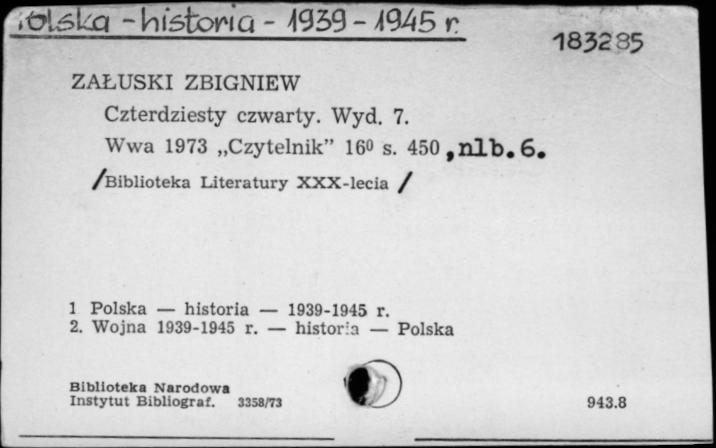 Polska - historia - 1939 - 1945 r.
183285
ZAŁUSKI ZBIGNIEW
Czterdziesty czwarty. Wyd. 7.
Wwa 1973 „Czytelnik” 16⁰ s. 450, nlb. 6.
/Biblioteka Literatury XXX-lecia /
1 Polska — historia — 1939-1945 r.
2. Wojna 1939-1945 r. — historia — Polska
Biblioteka Narodowa
Instytut Bibliograf. 3358/73
943.8